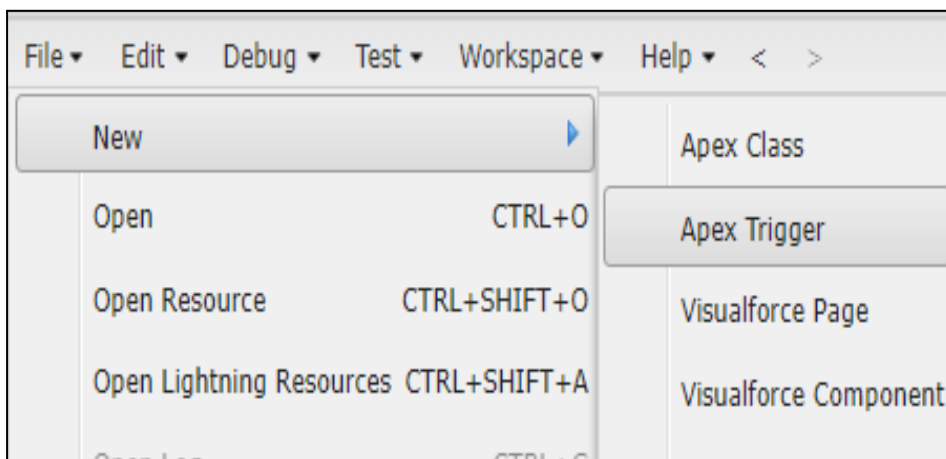 File ▾ Edit ▾ Debug ▾ Test ▾ Workspace ▾ Help ▾ < >
New
Open CTRL+O
Open Resource CTRL+SHIFT+O
Open Lightning Resources CTRL+SHIFT+A
Apex Class
Apex Trigger
Visualforce Page
Visualforce Component